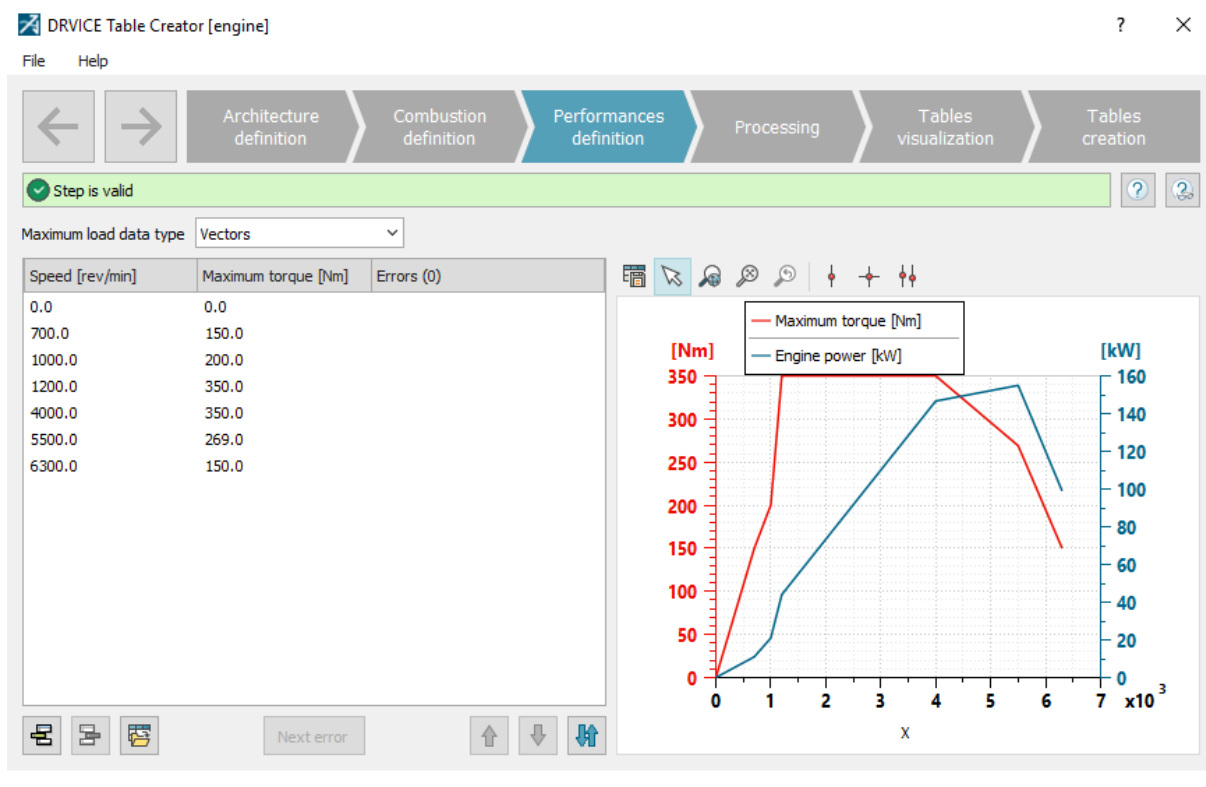 DRVICE Table Creator [engine]
?
File Help
Architecture definition
Combustion definition
Performances definition
Processing
Tables visualization
Tables creation
Step is valid
Maximum load data type Vectors
Speed [rev/min] Maximum torque [Nm] Errors (0)
0.0 0.0
700.0 150.0
1000.0 200.0
1200.0 350.0
4000.0 350.0
5500.0 269.0
6300.0 150.0
Next error
Maximum torque [Nm]
Engine power [kW]
[Nm]
350
300
250
200
150
100
50
0
[kW]
160
140
120
100
80
60
40
20
0
0 1 2 3 4 5 6 7 x10 3
X